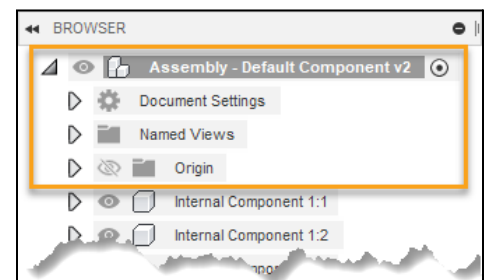 BROWSER
Assembly - Default Component v2
Document Settings
Named Views
Origin
Internal Component 1:1
Internal Component 1:2